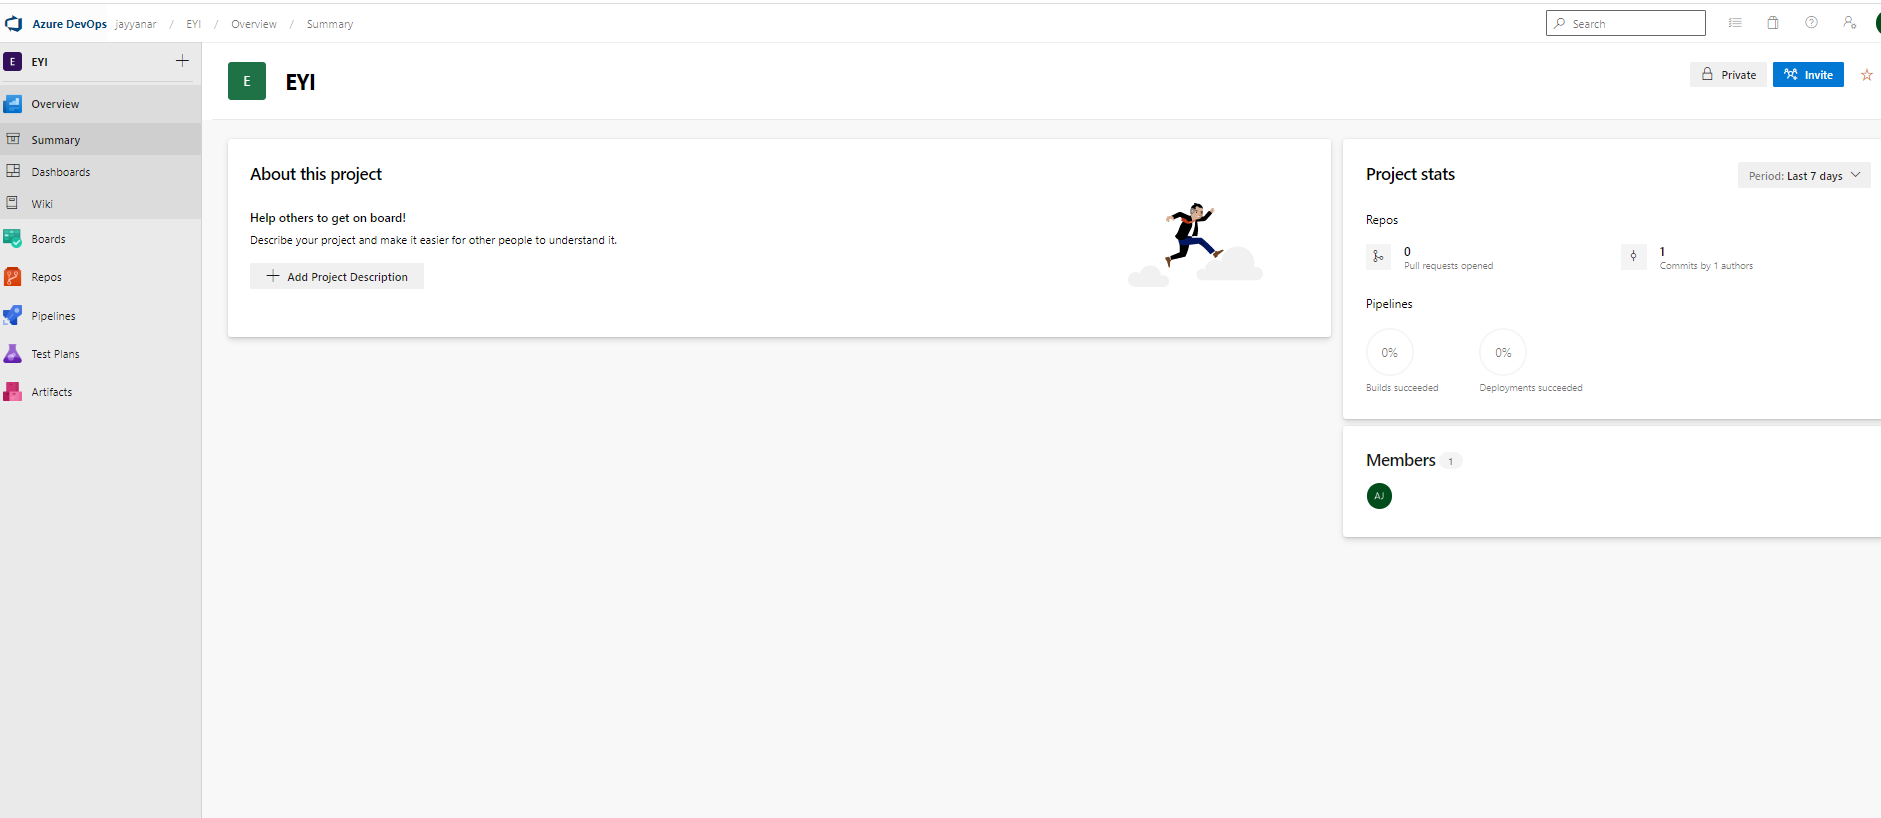 Azure DevOps jayyanar / EYI / Overview / Summary
Search
E EYI
Overview
Summary
Dashboards
Wiki
Boards
Repos
Pipelines
Test Plans
Artifacts
E EYI
Private
Invite
About this project
Help others to get on board!
Describe your project and make it easier for other people to understand it.
Add Project Description
Project stats
Period: Last 7 days
Repos
0
Pull requests opened
1
Commits by 1 authors
Pipelines
0%
Builds succeeded
0%
Deployments succeeded
Members 1
AJ